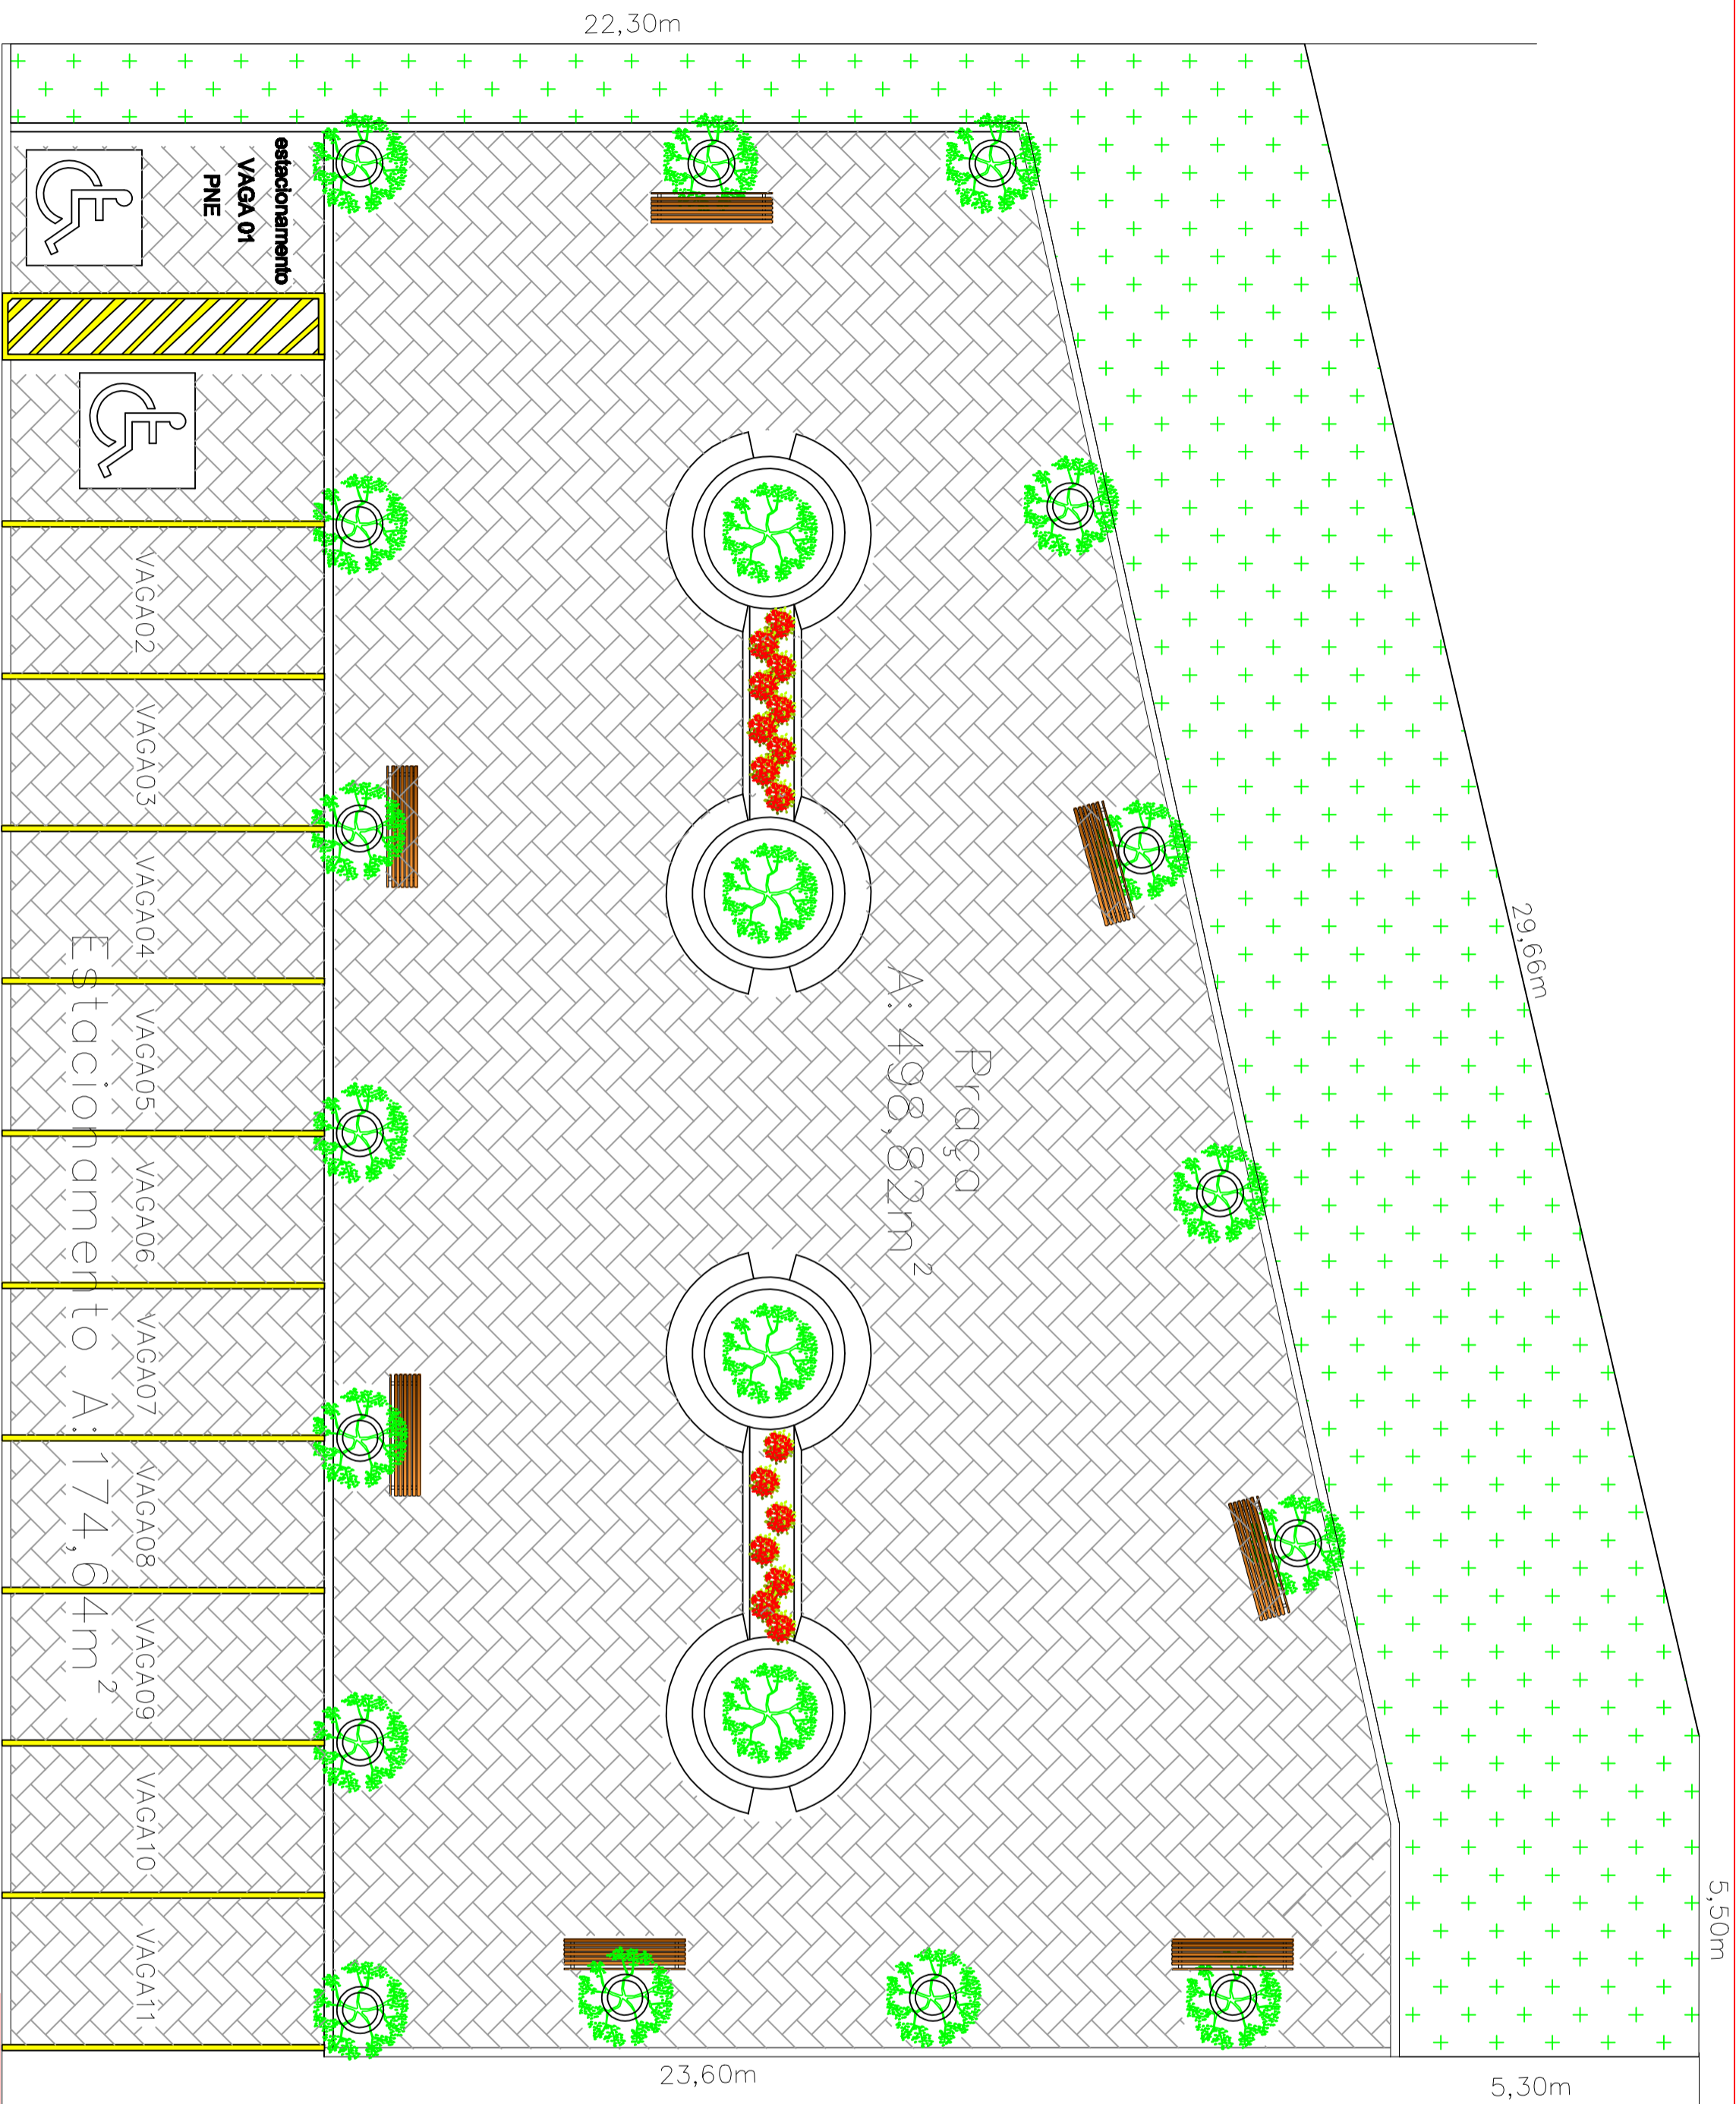 22,30m
estacionamento
VAGA 01
PNE
VAGA02
VAGA03
VAGA04
VAGA05
VAGA06
VAGA07
VAGA08
VAGA09
VAGA10
VAGA11
Estacionamento A:174,64m²
Praça
A:498,82m²
29,66m
5,50m
23,60m
5,30m